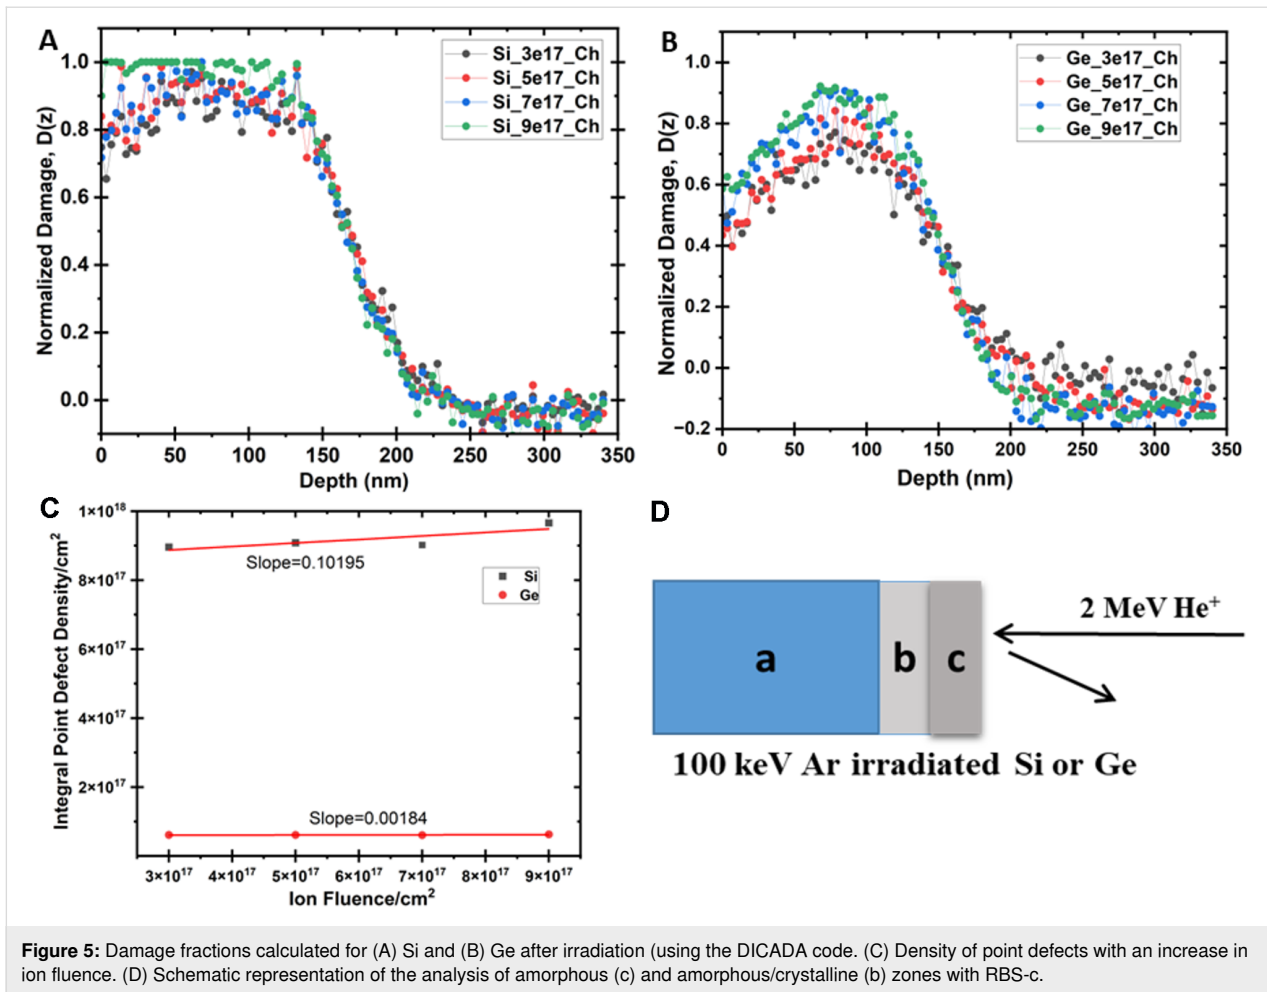 A
Si_3e17_Ch
Si_5e17_Ch
Si_7e17_Ch
Si_9e17_Ch
1.0
0.8
0.6
0.4
0.2
0.0
Normalized Damage, D(z)
0 50 100 150 200 250 300 350
Depth (nm)
B
Ge_3e17_Ch
Ge_5e17_Ch
Ge_7e17_Ch
Ge_9e17_Ch
1.0
0.8
0.6
0.4
0.2
0.0
−0.2
Normalized Damage, D(z)
0 50 100 150 200 250 300 350
Depth (nm)
C
1×10¹⁸
8×10¹⁷
6×10¹⁷
4×10¹⁷
2×10¹⁷
Integral Point Defect Density/cm²
Slope=0.10195
Si
Ge
Slope=0.00184
3×10¹⁷ 4×10¹⁷ 5×10¹⁷ 6×10¹⁷ 7×10¹⁷ 8×10¹⁷ 9×10¹⁷
Ion Fluence/cm²
D
2 MeV He⁺
a b c
100 keV Ar irradiated Si or Ge
Figure 5: Damage fractions calculated for (A) Si and (B) Ge after irradiation (using the DICADA code. (C) Density of point defects with an increase in
ion fluence. (D) Schematic representation of the analysis of amorphous (c) and amorphous/crystalline (b) zones with RBS-c.